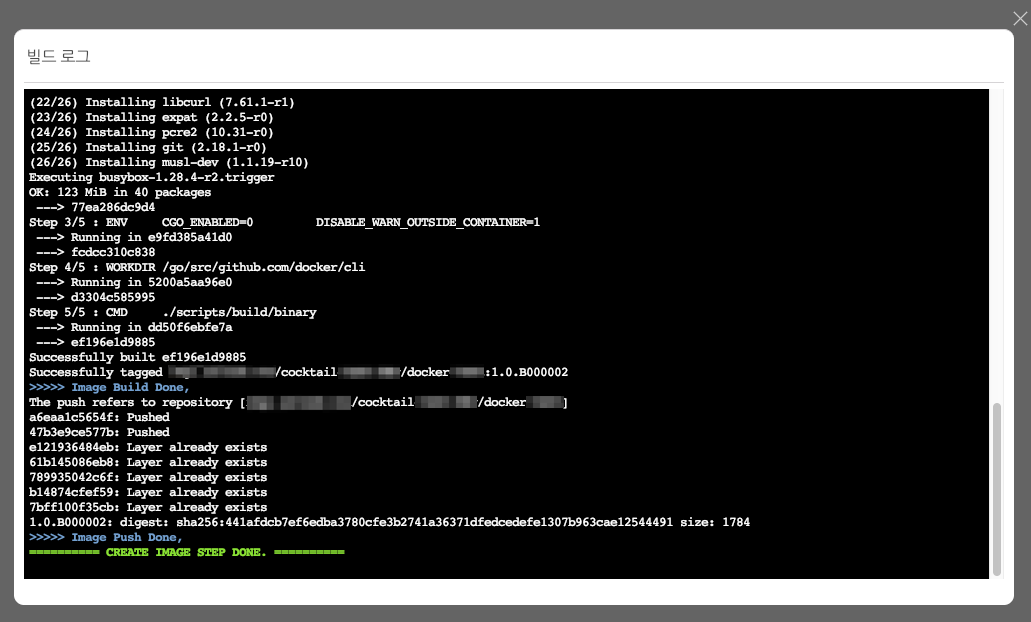 빌드 로그
(22/26) Installing libcurl (7.61.1-r1)
(23/26) Installing expat (2.2.5-r0)
(24/26) Installing pcre2 (10.31-r0)
(25/26) Installing git (2.18.1-r0)
(26/26) Installing musl-dev (1.1.19-r10)
Executing busybox-1.28.4-r2.trigger
OK: 123 MiB in 40 packages
---> 77ea286dc9d4
Step 3/5 : ENV CGO_ENABLED=0 DISABLE_WARN_OUTSIDE_CONTAINER=1
---> Running in e9fd385a41d0
---> fcdcc310c838
Step 4/5 : WORKDIR /go/src/github.com/docker/cli
---> Running in 5200a5aa96e0
---> d3304c585995
Step 5/5 : CMD ./scripts/build/binary
---> Running in dd50f6ebfe7a
---> ef196e1d9885
Successfully built ef196e1d9885
Successfully tagged /cocktail /docker :1.0.B000002
>>>>> Image Build Done,
The push refers to repository [ /cocktail /docker ]
a6eaa1c5654f: Pushed
47b3e9ce577b: Pushed
e121936484eb: Layer already exists
61b145086eb8: Layer already exists
789935042c6f: Layer already exists
b14874cfef59: Layer already exists
7bff100f35cb: Layer already exists
1.0.B000002: digest: sha256:441afdcb7ef6edba3780cfe3b2741a36371dfedcedefe1307b963cae12544491 size: 1784
>>>>> Image Push Done,
========== CREATE IMAGE STEP DONE. ==========